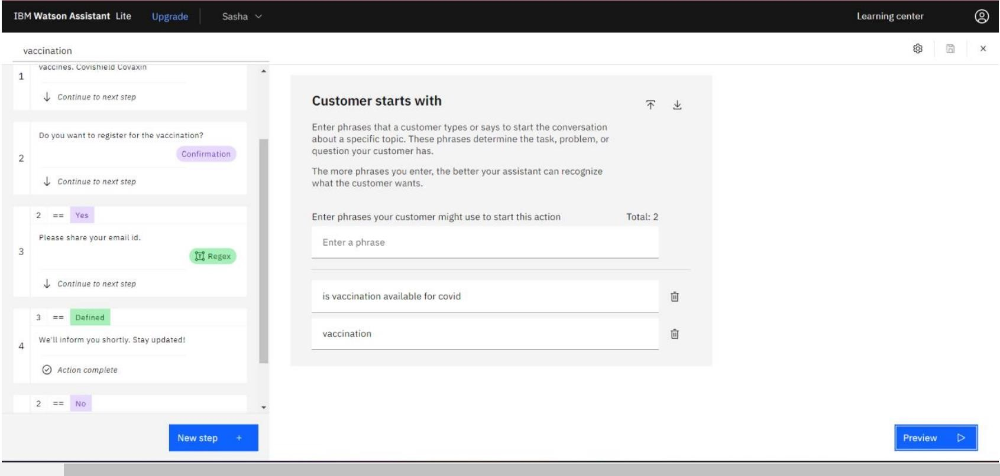 IBM Watson Assistant Lite Upgrade Sasha Learning center
vaccination
1
vaccines. Covishield Covaxin
Continue to next step
2
Do you want to register for the vaccination?
Confirmation
Continue to next step
2 == Yes
3
Please share your email id.
Regex
Continue to next step
3 == Defined
4
We'll inform you shortly. Stay updated!
Action complete
2 == No
New step +
Customer starts with
Enter phrases that a customer types or says to start the conversation
about a specific topic. These phrases determine the task, problem, or
question your customer has.
The more phrases you enter, the better your assistant can recognize
what the customer wants.
Enter phrases your customer might use to start this action Total: 2
Enter a phrase
is vaccination available for covid
vaccination
Preview